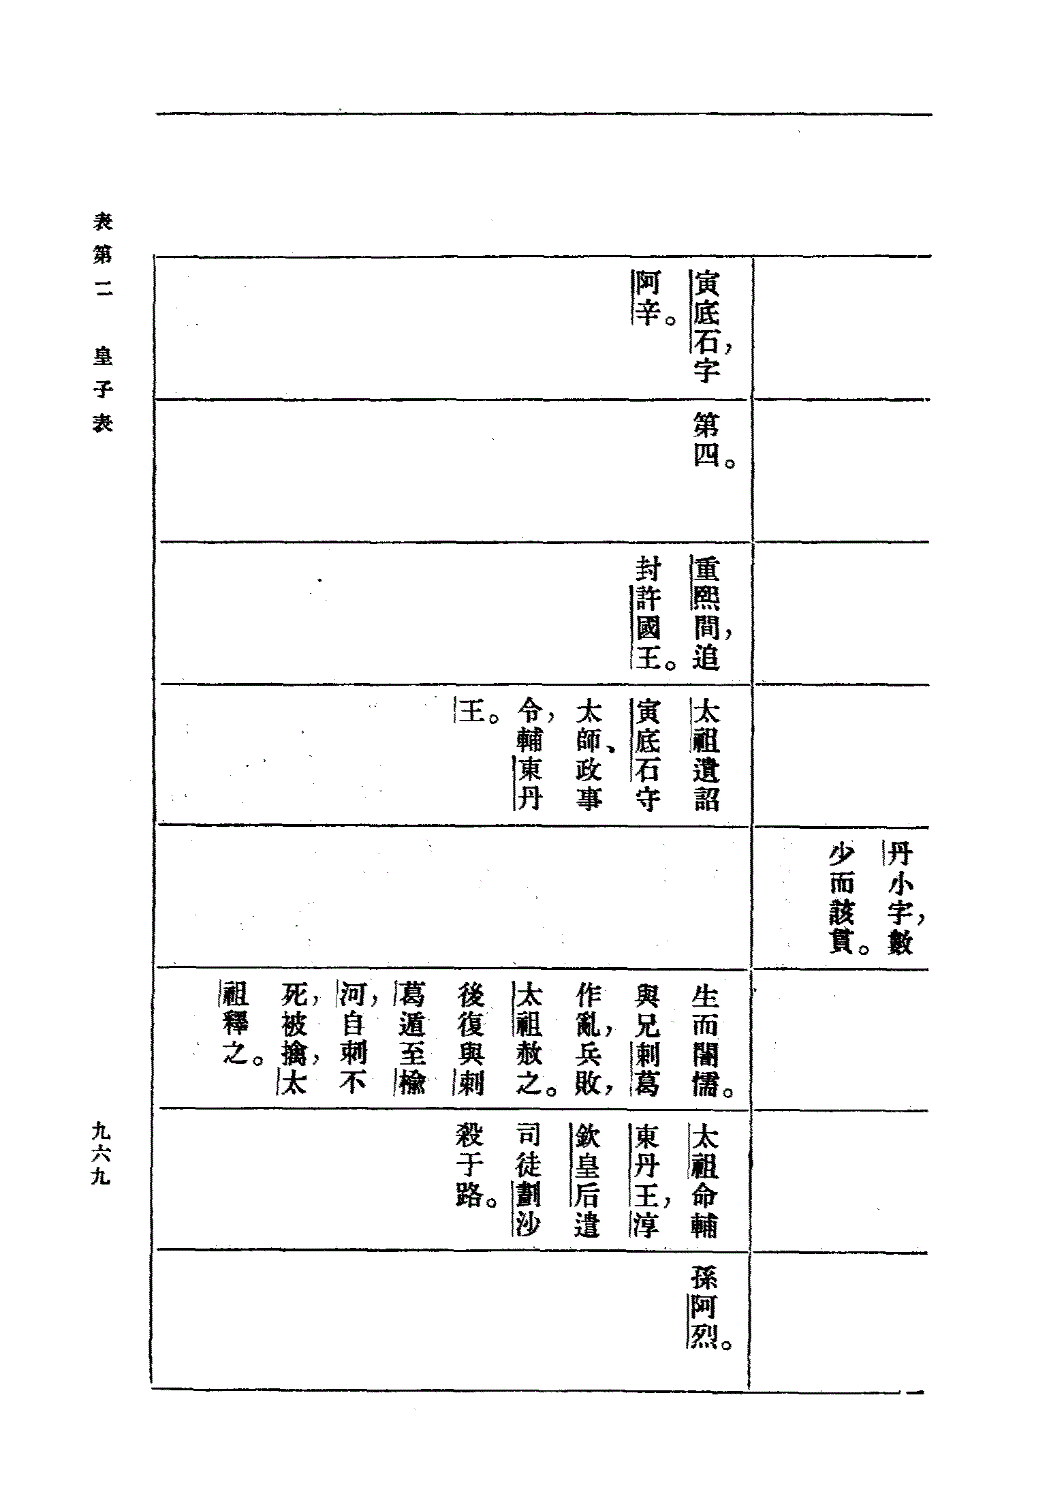 丹小字，數
少而該貫。
寅底石，字
阿辛。
第四。
重熙間，追
封許國王。
太祖遺詔
寅底石守
太師、政事
令，輔東丹
王。
生而闇懦。
與兄剌葛
作亂，兵敗，
太祖赦之。
後復與剌
葛遁至榆
河，自刺不
死，被擒，太
祖釋之。
太祖命輔
東丹王，淳
欽皇后遣
司徒劃沙
殺于路。
孫阿烈。
表第二　皇子表
九六九